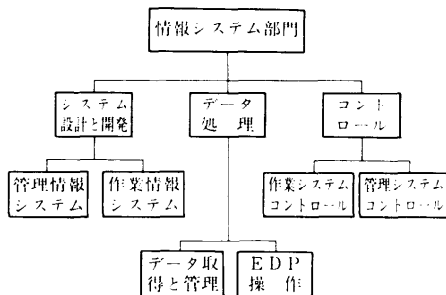 情報システム部門
システム
設計と開発
データ
処理
コント
ロール
管理情報
システム
作業情報
システム
作業システム
コントロール
管理システム
コントロール
データ取
得と管理
EDP
操作